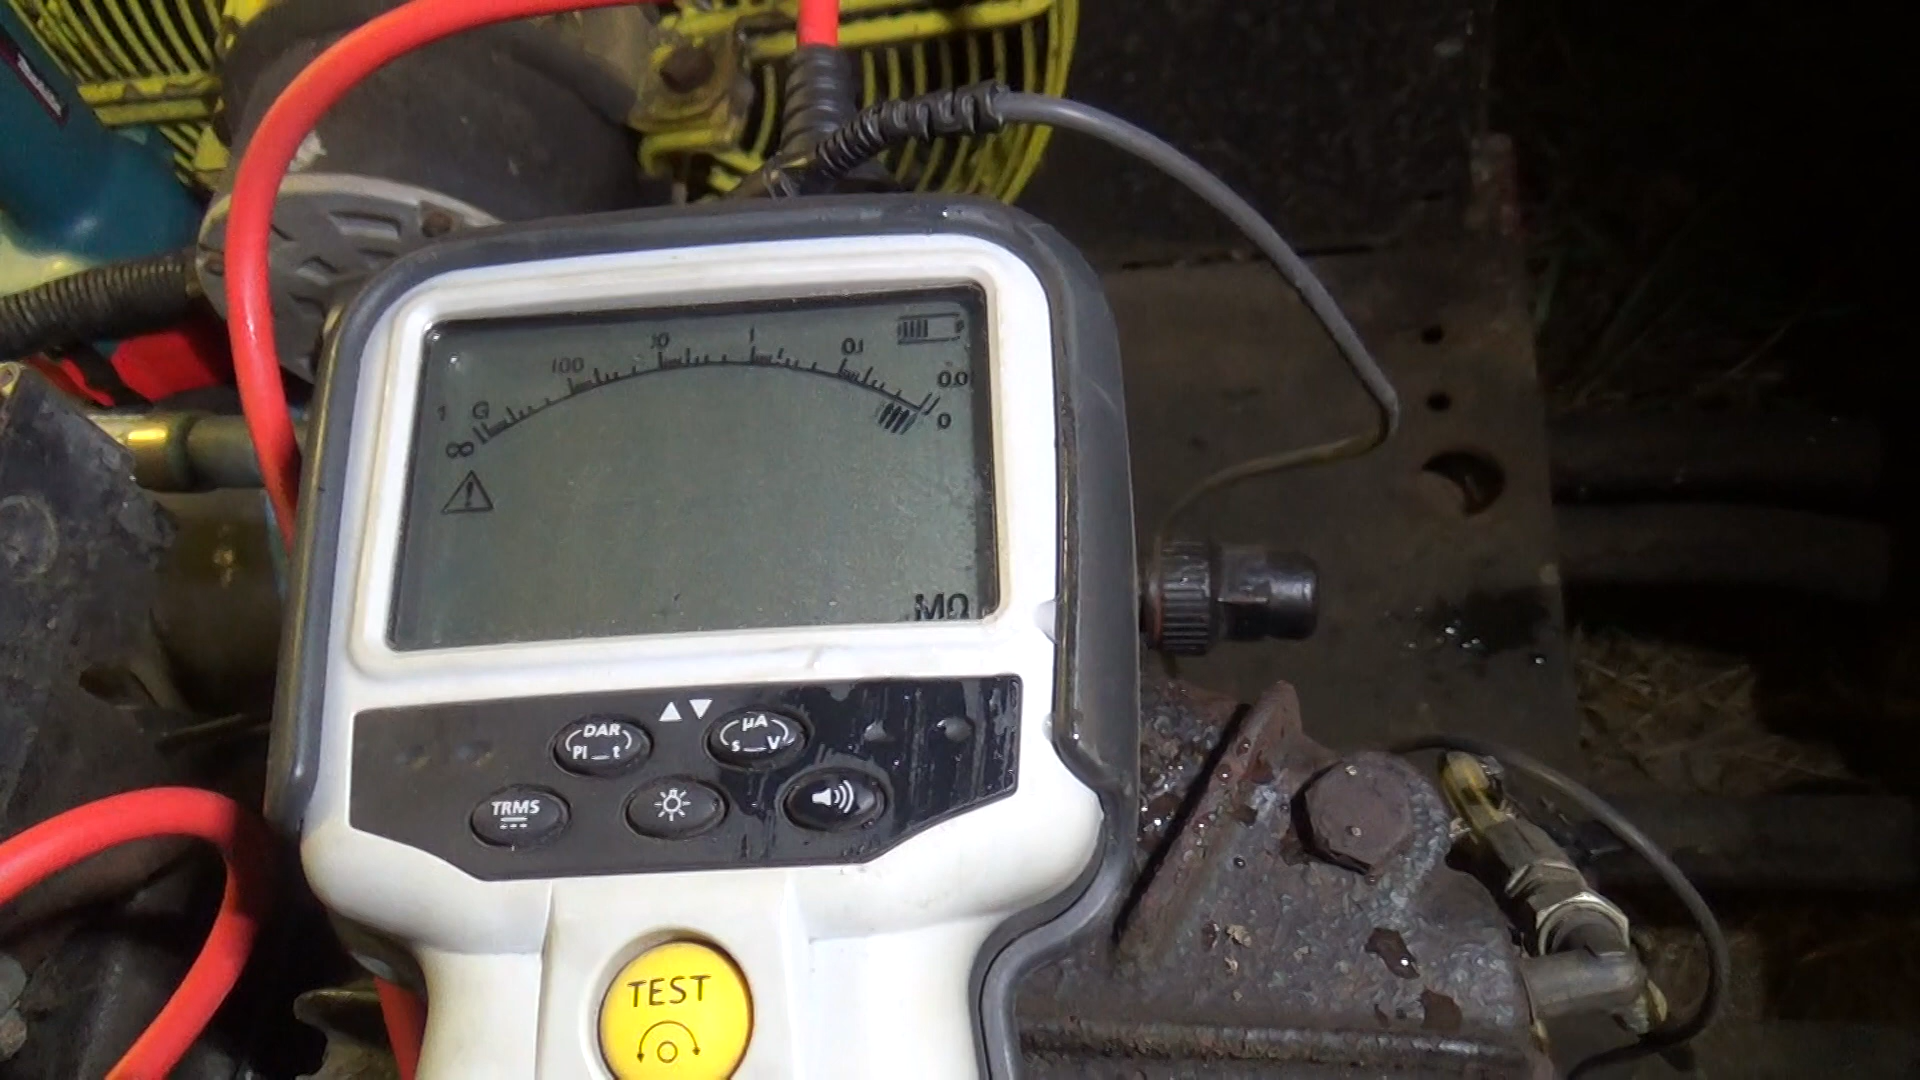 1 G 100 10 1 0.1 0.0
∞ 0
MΩ
DAR
PI t
µA
s V
TRMS
TEST